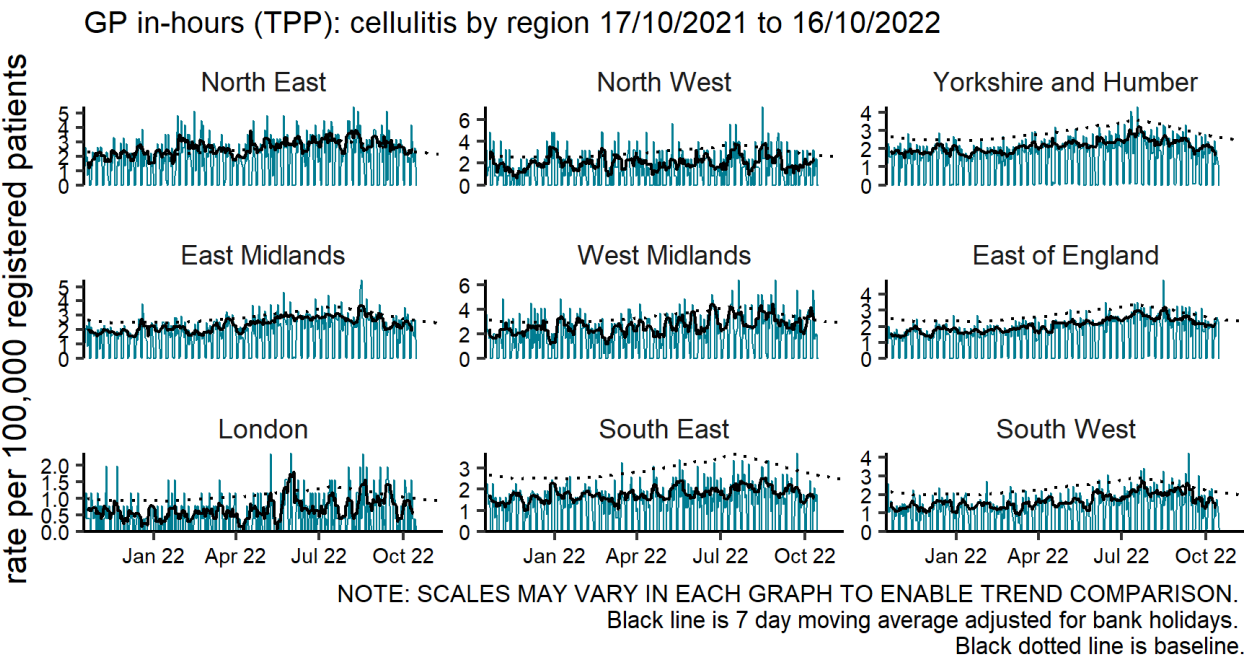 GP in-hours (TPP): cellulitis by region 17/10/2021 to 16/10/2022
rate per 100,000 registered patients
North East
5
4
3
2
1
0
North West
6
4
2
0
Yorkshire and Humber
4
3
2
1
0
East Midlands
5
4
3
2
1
0
West Midlands
6
4
2
0
East of England
4
3
2
1
0
London
2.0
1.5
1.0
0.5
0.0
Jan 22 Apr 22 Jul 22 Oct 22
South East
3
2
1
0
Jan 22 Apr 22 Jul 22 Oct 22
South West
4
3
2
1
0
Jan 22 Apr 22 Jul 22 Oct 22
NOTE: SCALES MAY VARY IN EACH GRAPH TO ENABLE TREND COMPARISON.
Black line is 7 day moving average adjusted for bank holidays.
Black dotted line is baseline.